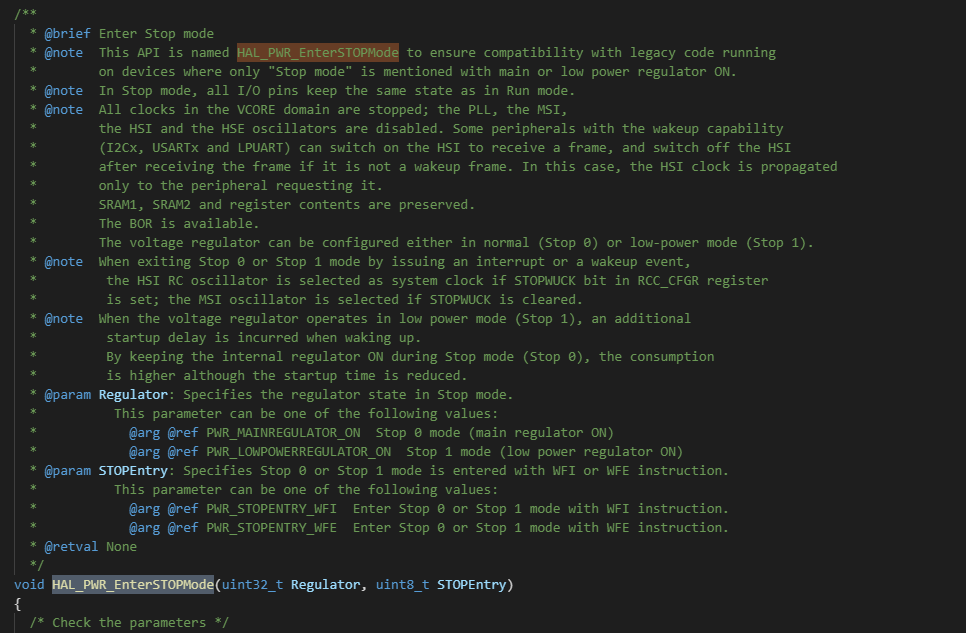 /**
  * @brief Enter Stop mode
  * @note  This API is named HAL_PWR_EnterSTOPMode to ensure compatibility with legacy code running
  *        on devices where only "Stop mode" is mentioned with main or low power regulator ON.
  * @note  In Stop mode, all I/O pins keep the same state as in Run mode.
  * @note  All clocks in the VCORE domain are stopped; the PLL, the MSI,
  *        the HSI and the HSE oscillators are disabled. Some peripherals with the wakeup capability
  *        (I2Cx, USARTx and LPUART) can switch on the HSI to receive a frame, and switch off the HSI
  *        after receiving the frame if it is not a wakeup frame. In this case, the HSI clock is propagated
  *        only to the peripheral requesting it.
  *        SRAM1, SRAM2 and register contents are preserved.
  *        The BOR is available.
  *        The voltage regulator can be configured either in normal (Stop 0) or low-power mode (Stop 1).
  * @note  When exiting Stop 0 or Stop 1 mode by issuing an interrupt or a wakeup event,
  *         the HSI RC oscillator is selected as system clock if STOPWUCK bit in RCC_CFGR register
  *         is set; the MSI oscillator is selected if STOPWUCK is cleared.
  * @note  When the voltage regulator operates in low power mode (Stop 1), an additional
  *         startup delay is incurred when waking up.
  *         By keeping the internal regulator ON during Stop mode (Stop 0), the consumption
  *         is higher although the startup time is reduced.
  * @param Regulator: Specifies the regulator state in Stop mode.
  *          This parameter can be one of the following values:
  *            @arg @ref PWR_MAINREGULATOR_ON  Stop 0 mode (main regulator ON)
  *            @arg @ref PWR_LOWPOWERREGULATOR_ON  Stop 1 mode (low power regulator ON)
  * @param STOPEntry: Specifies Stop 0 or Stop 1 mode is entered with WFI or WFE instruction.
  *          This parameter can be one of the following values:
  *            @arg @ref PWR_STOPENTRY_WFI  Enter Stop 0 or Stop 1 mode with WFI instruction.
  *            @arg @ref PWR_STOPENTRY_WFE  Enter Stop 0 or Stop 1 mode with WFE instruction.
  * @retval None
  */
void HAL_PWR_EnterSTOPMode(uint32_t Regulator, uint8_t STOPEntry)
{
  /* Check the parameters */